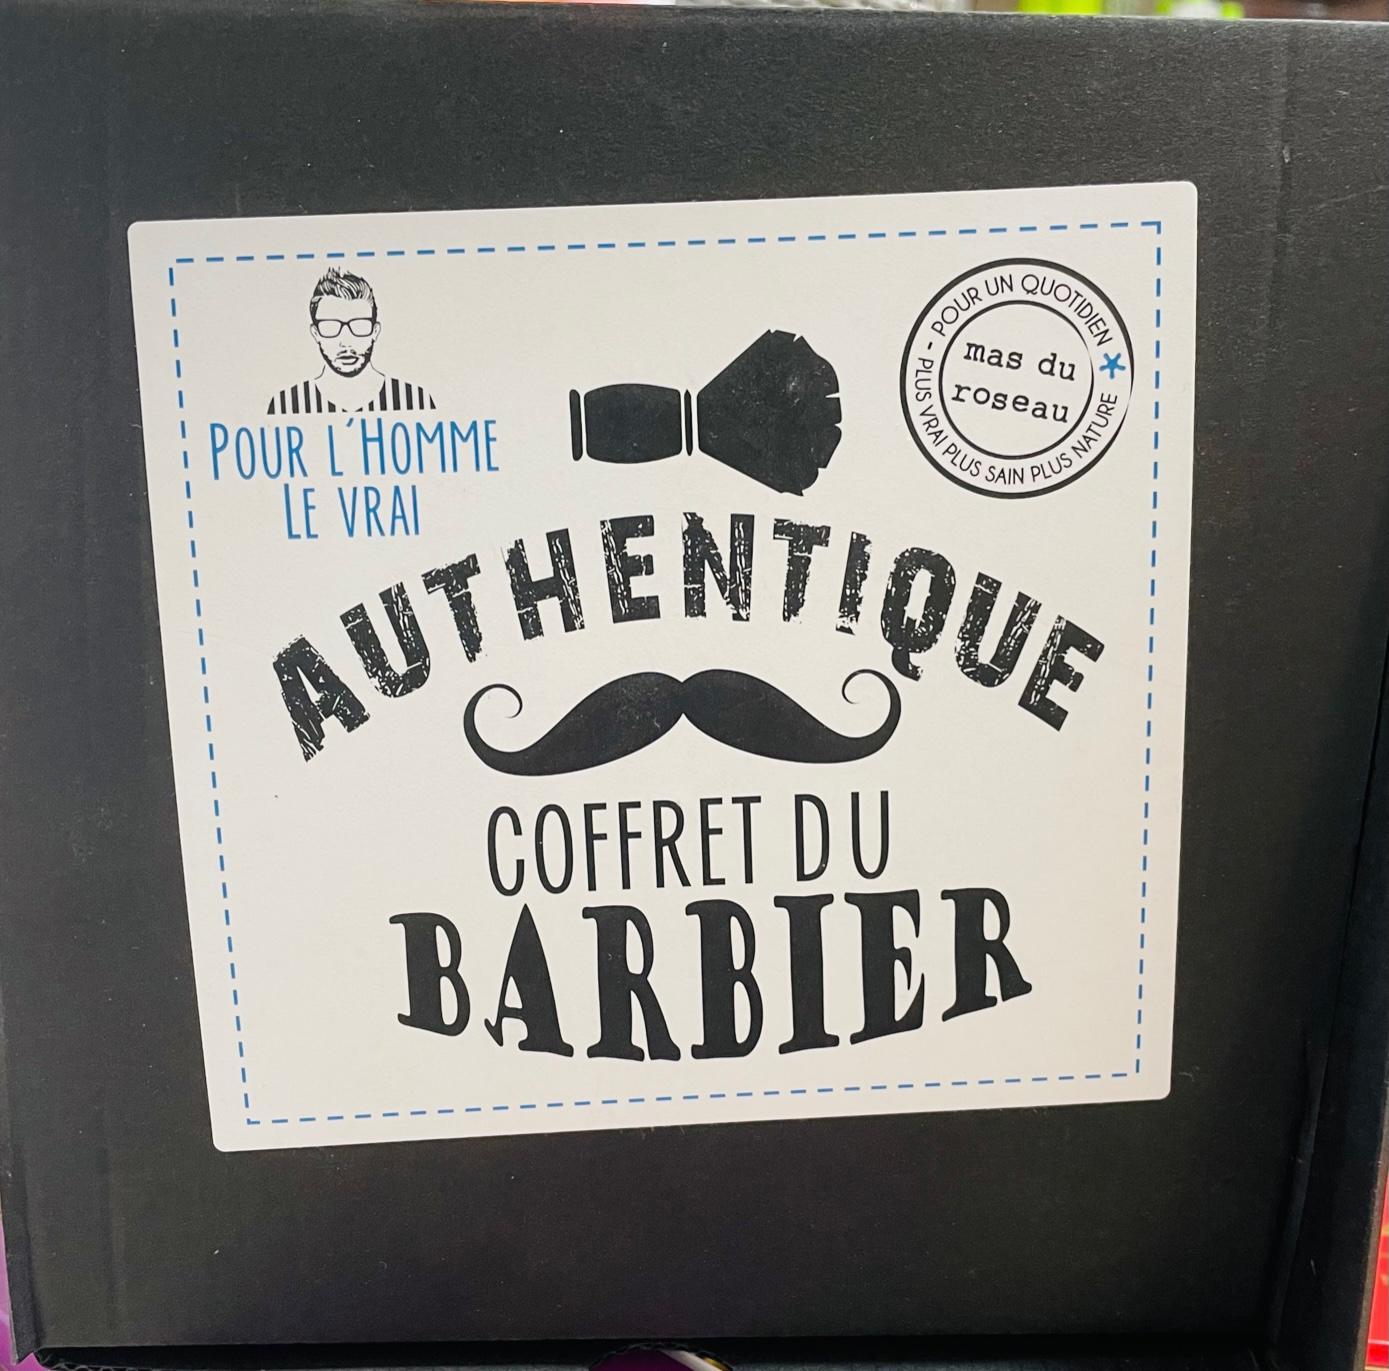 POUR L'HOMME
LE VRAI
- POUR UN QUOTIDIEN * PLUS VRAI PLUS SAIN PLUS NATURE
mas du
roseau
AUTHENTIQUE
COFFRET DU
BARBIER